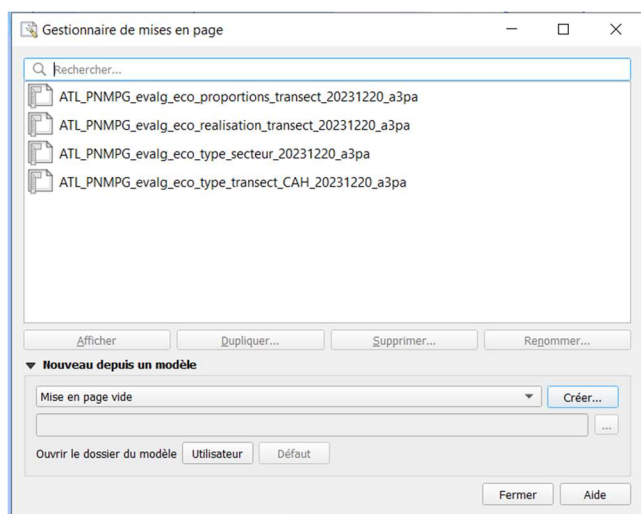 Gestionnaire de mises en page
Rechercher...
ATL_PNMPG_evalg_eco_proportions_transect_20231220_a3pa
ATL_PNMPG_evalg_eco_realisation_transect_20231220_a3pa
ATL_PNMPG_evalg_eco_type_secteur_20231220_a3pa
ATL_PNMPG_evalg_eco_type_transect_CAH_20231220_a3pa
Afficher Dupliquer... Supprimer... Renommer...
Nouveau depuis un modèle
Mise en page vide Créer...
...
Ouvrir le dossier du modèle Utilisateur Défaut
Fermer Aide